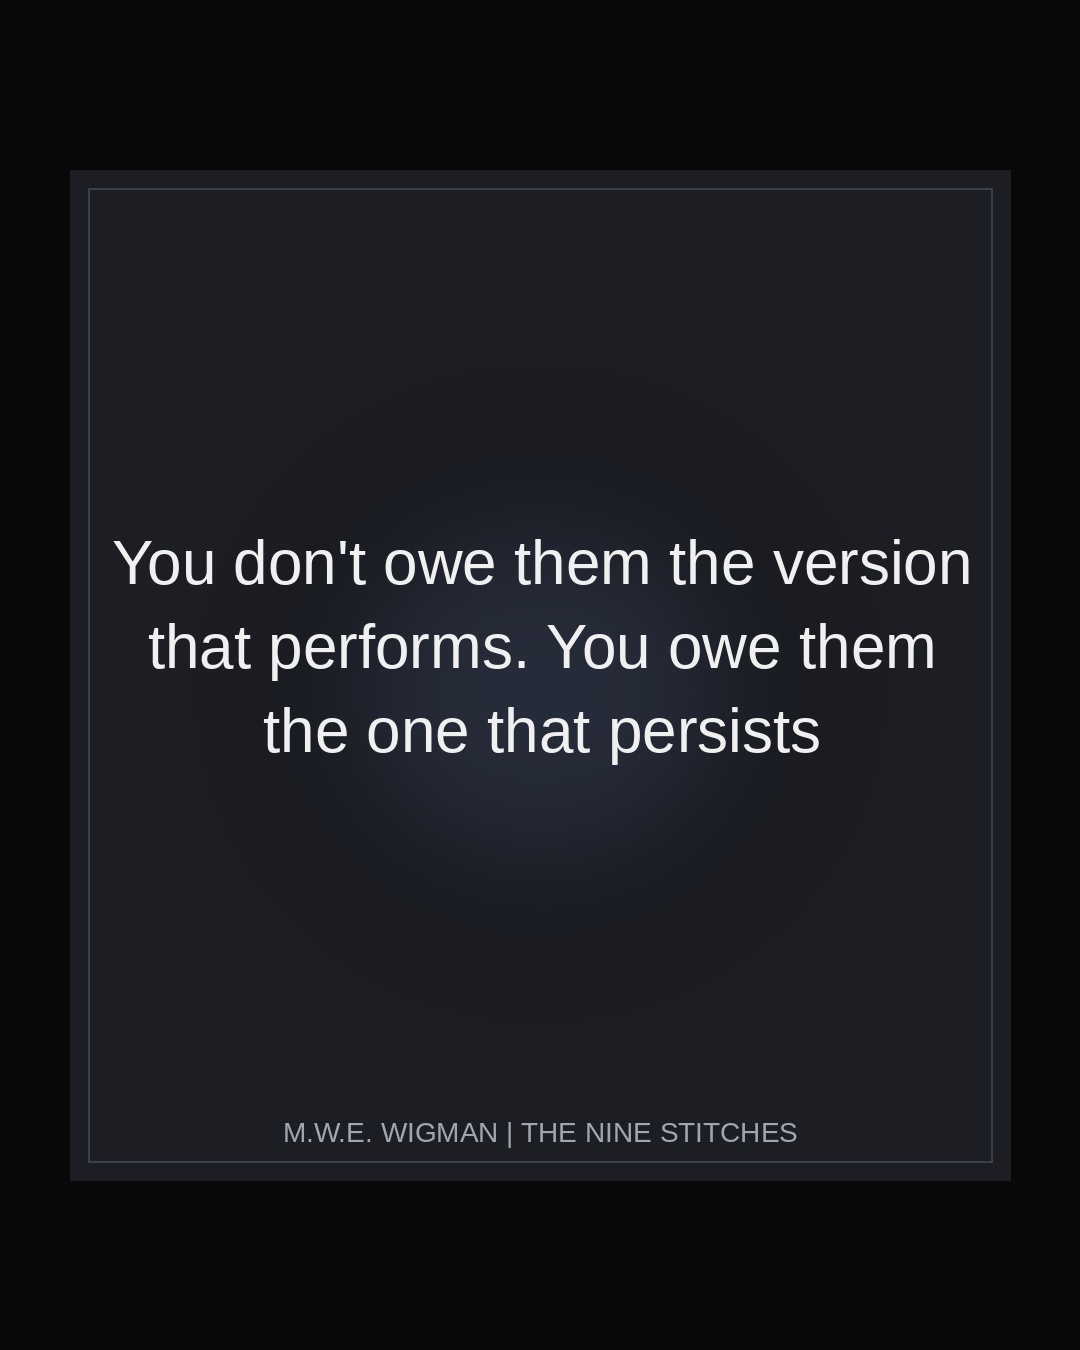 You don't owe them the version
that performs. You owe them
the one that persists
M.W.E. WIGMAN | THE NINE STITCHES